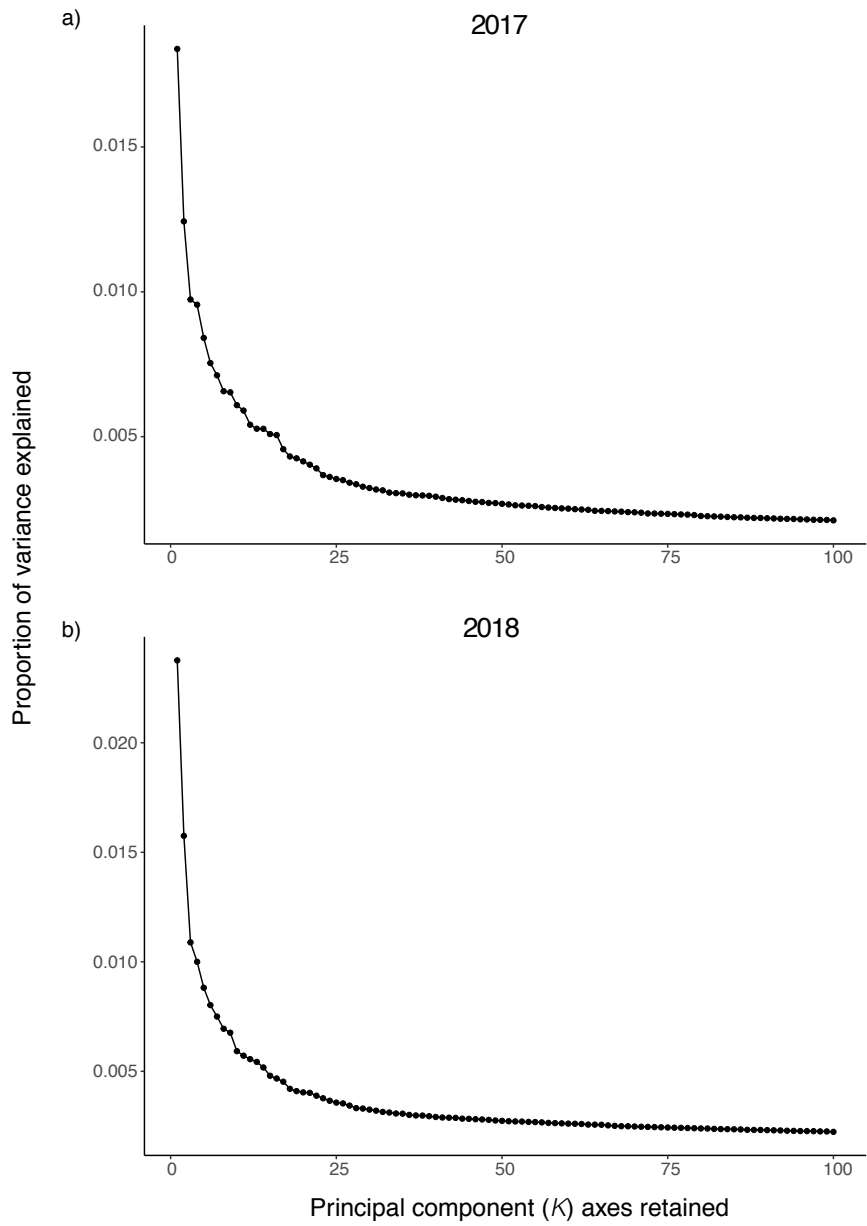 a)
2017
0.015
0.010
0.005
0 25 50 75 100
b)
2018
0.020
0.015
0.010
0.005
0 25 50 75 100
Proportion of variance explained
Principal component (K) axes retained